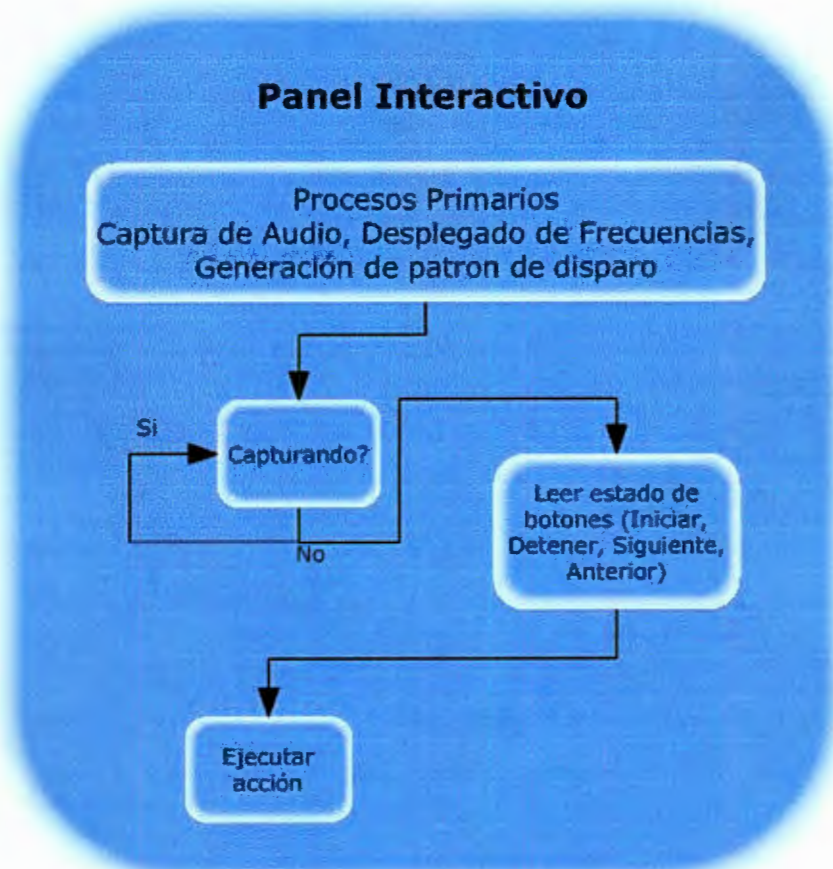 Panel Interactivo
Procesos Primarios
Captura de Audio, Desplegado de Frecuencias,
Generación de patron de disparo
Si
Capturando?
No
Leer estado de
botones (Iniciar,
Detener, Siguiente,
Anterior)
Ejecutar
acción